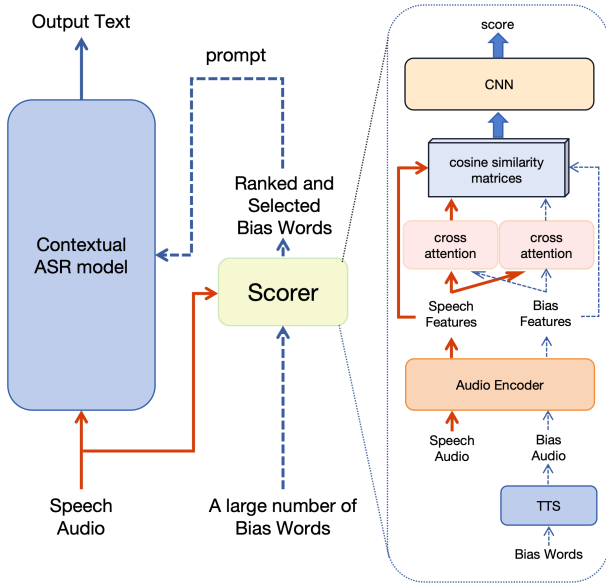 Output Text
prompt
Ranked and
Selected
Bias Words
Contextual
ASR model
Scorer
Speech
Audio
A large number of
Bias Words
score
CNN
cosine similarity
matrices
cross
attention
cross
attention
Speech
Features
Bias
Features
Audio Encoder
Speech
Audio
Bias
Audio
TTS
Bias Words